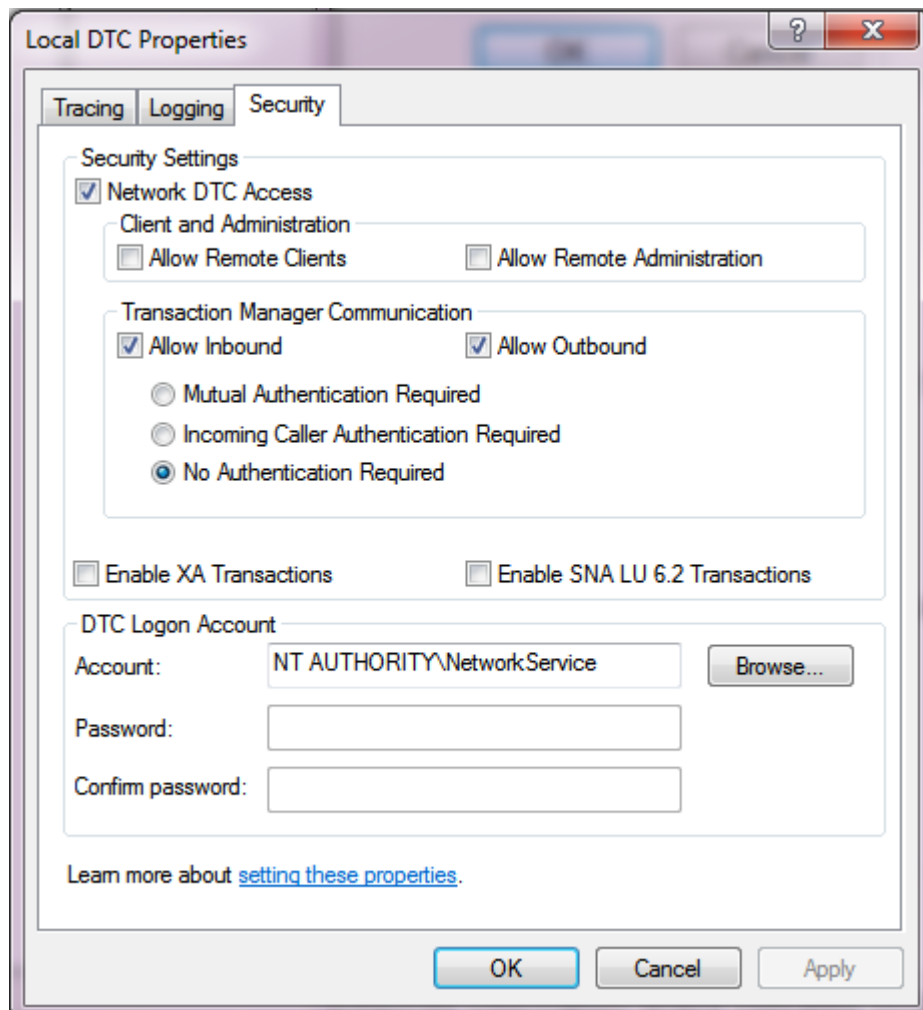 Local DTC Properties
Tracing
Logging
Security
Security Settings
Network DTC Access
Client and Administration
Allow Remote Clients
Allow Remote Administration
Transaction Manager Communication
Allow Inbound
Allow Outbound
Mutual Authentication Required
Incoming Caller Authentication Required
No Authentication Required
Enable XA Transactions
Enable SNA LU 6.2 Transactions
DTC Logon Account
Account:
NT AUTHORITY\NetworkService
Browse...
Password:
Confirm password:
Learn more about setting these properties.
OK
Cancel
Apply